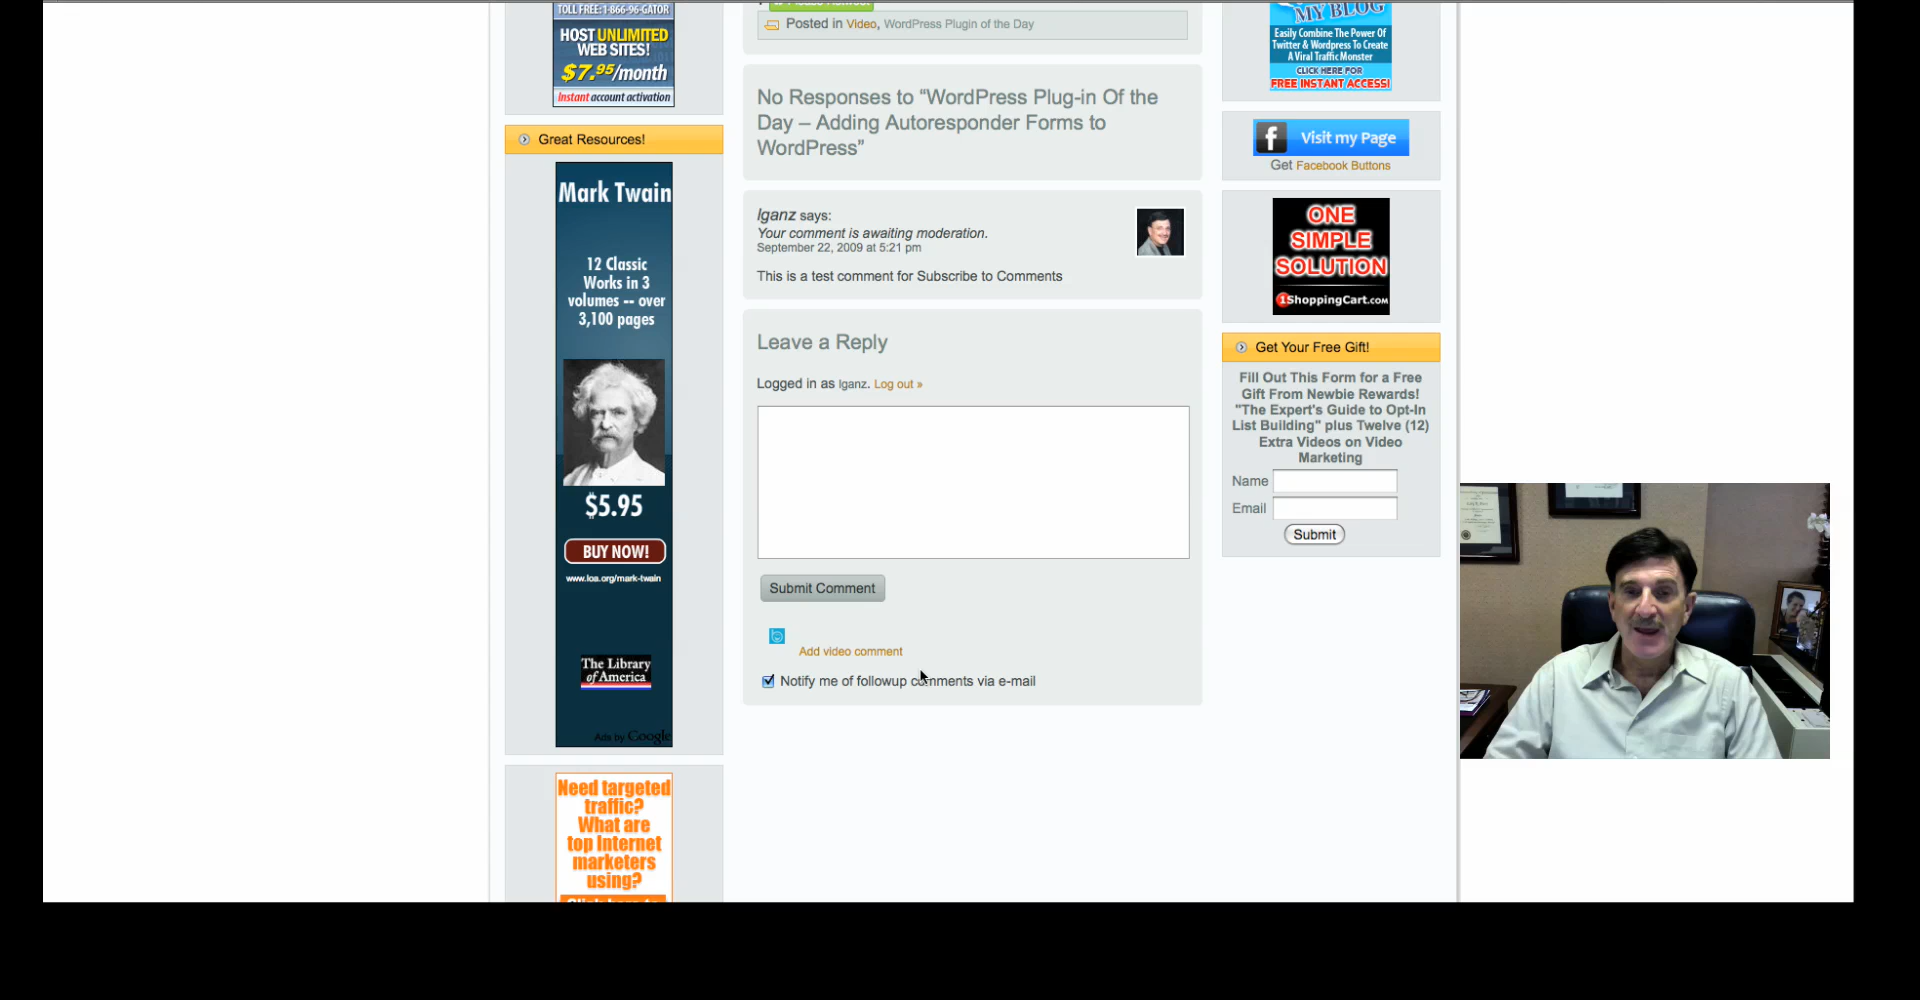 TOLL FREE:1-866-96-GATOR
HOST UNLIMITED
WEB SITES!
$7.95/month
Instant account activation
Great Resources!
Mark Twain
12 Classic
Works in 3
volumes -- over
3,100 pages
$5.95
BUY NOW!
www.loa.org/mark-twain
The Library
of America
Ads by Google
Need targeted
traffic?
What are
top Internet
marketers
using?
Posted in Video, WordPress Plugin of the Day
No Responses to “WordPress Plug-in Of the
Day – Adding Autoresponder Forms to
WordPress”
lganz says:
Your comment is awaiting moderation.
September 22, 2009 at 5:21 pm
This is a test comment for Subscribe to Comments
Leave a Reply
Logged in as lganz. Log out »
Submit Comment
Add video comment
Notify me of followup comments via e-mail
MY BLOG
Easily Combine The Power Of
Twitter & Wordpress To Create
A Viral Traffic Monster
CLICK HERE FOR
FREE INSTANT ACCESS!
f Visit my Page
Get Facebook Buttons
ONE
SIMPLE
SOLUTION
1ShoppingCart.com
Get Your Free Gift!
Fill Out This Form for a Free
Gift From Newbie Rewards!
"The Expert's Guide to Opt-In
List Building" plus Twelve (12)
Extra Videos on Video
Marketing
Name
Email
Submit